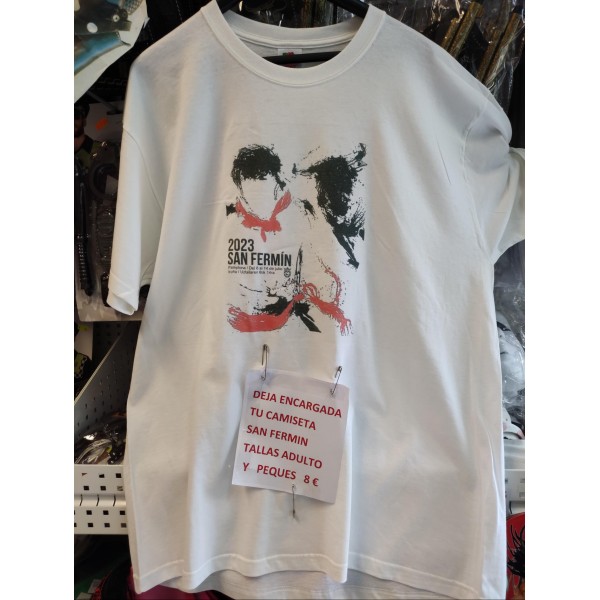 2023
SAN FERMÍN
DEJA ENCARGADA
TU CAMISETA
SAN FERMIN
TALLAS ADULTO
Y PEQUES 8 €